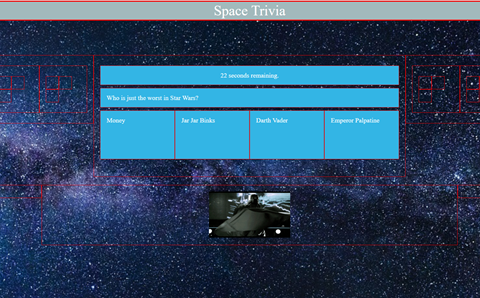 Space Trivia
22 seconds remaining.
Who is just the worst in Star Wars?
Money
Jar Jar Binks
Darth Vader
Emperor Palpatine